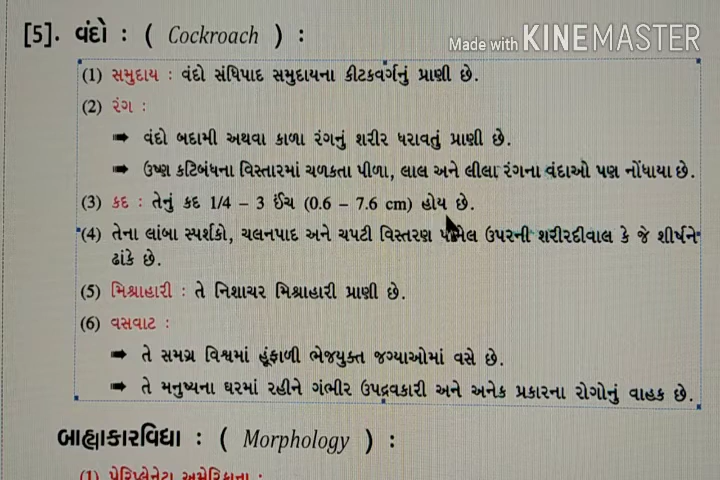 [5]. વંદો : ( Cockroach ) :
Made with KINEMASTER
(1) સમુદાય : વંદો સંધિપાદ સમુદાયના કીટકવર્ગનું પ્રાણી છે.
(2) રંગ :
➠ વંદો બદામી અથવા કાળા રંગનું શરીર ધરાવતું પ્રાણી છે.
➠ ઉષ્ણ કટિબંધના વિસ્તારમાં ચળકતા પીળા, લાલ અને લીલા રંગના વંદાઓ પણ નોંધાયા છે.
(3) કદ : તેનું કદ 1/4 – 3 ઈંચ (0.6 – 7.6 cm) હોય છે.
(4) તેના લાંબા સ્પર્શકો, ચલનપાદ અને ચપટી વિસ્તરણ પામેલ ઉપરની શરીરદીવાલ કે જે શીર્ષને
ઢાંકે છે.
(5) મિશ્રાહારી : તે નિશાચર મિશ્રાહારી પ્રાણી છે.
(6) વસવાટ :
➠ તે સમગ્ર વિશ્વમાં હૂંફાળી ભેજયુક્ત જગ્યાઓમાં વસે છે.
➠ તે મનુષ્યના ઘરમાં રહીને ગંભીર ઉપદ્રવકારી અને અનેક પ્રકારના રોગોનું વાહક છે.
બાહ્યાકારવિદ્યા : ( Morphology ) :
(1) પેરિપ્લેનેટા અમેરિકાના :